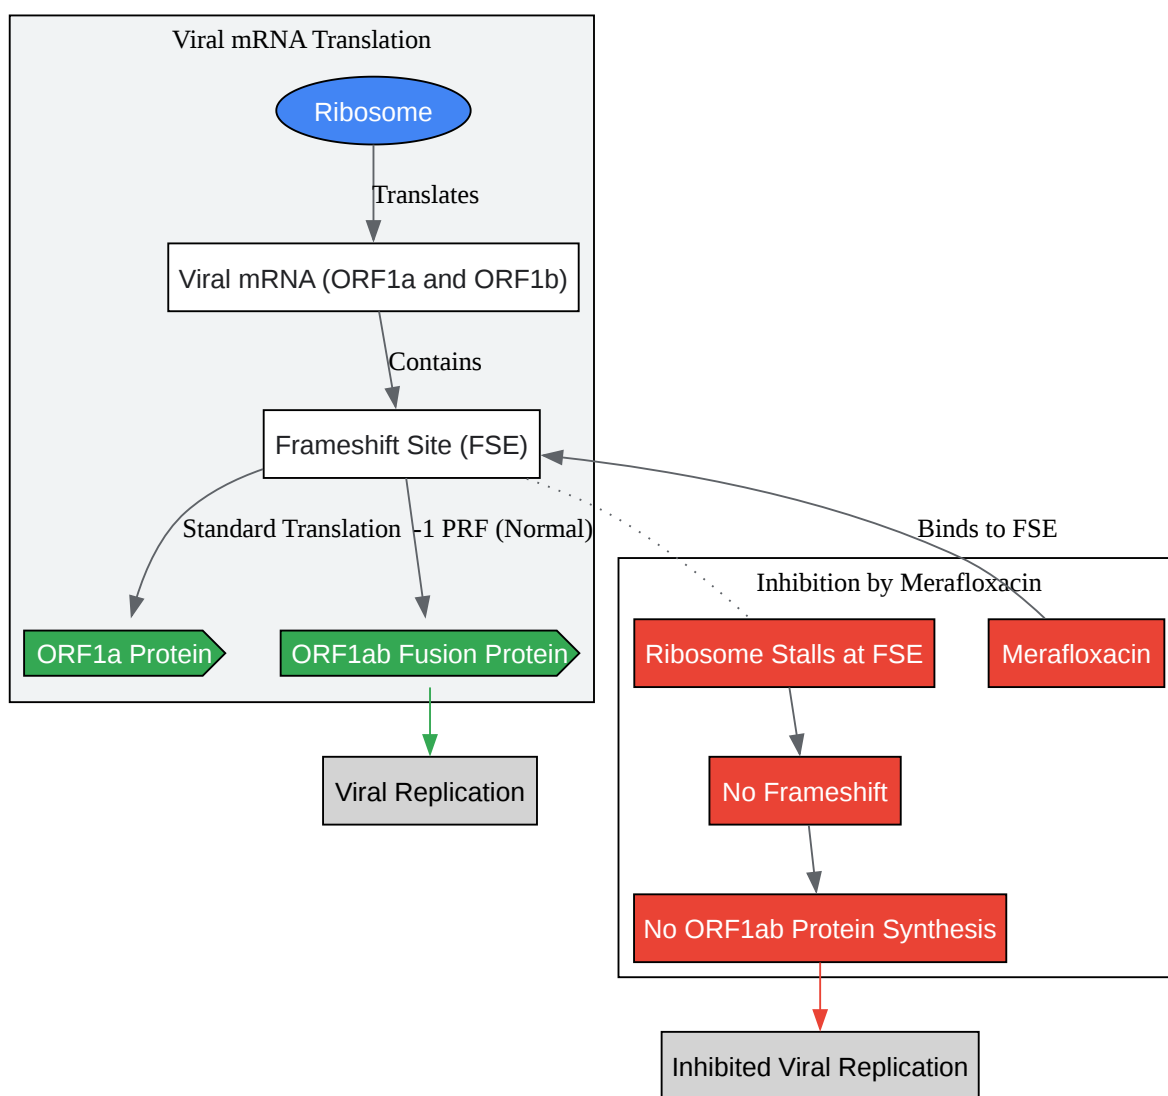 Viral mRNA Translation
Ribosome
Translates
Viral mRNA (ORF1a and ORF1b)
Contains
Frameshift Site (FSE)
Standard Translation
-1 PRF (Normal)
Binds to FSE
Inhibition by Merafloxacin
ORF1a Protein
ORF1ab Fusion Protein
Ribosome Stalls at FSE
Merafloxacin
Viral Replication
No Frameshift
No ORF1ab Protein Synthesis
Inhibited Viral Replication